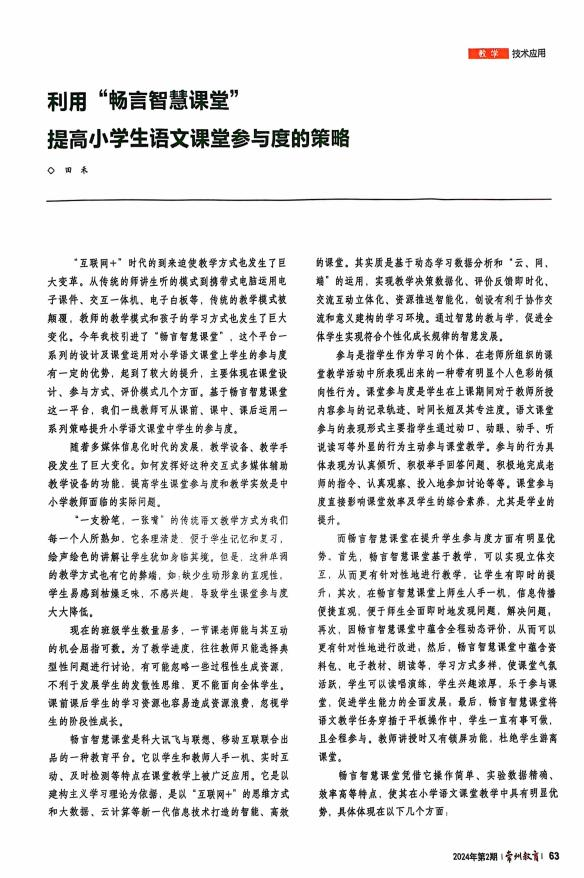 教 学 技术应用
利用“畅言智慧课堂”
提高小学生语文课堂参与度的策略
◇ 田 禾
“互联网+”时代的到来迫使教学方式也发生了巨
大变革。从传统的师讲生听的模式到携带式电脑运用电
子课件、交互一体机、电子白板等，传统的教学模式被
颠覆，教师的教学模式和孩子的学习方式也发生了巨大
变化。今年我校引进了“畅言智慧课堂”，这个平台一
系列的设计及课堂运用对小学语文课堂上学生的参与度
有一定的优势，起到了较大的提升，主要体现在课堂设
计、参与方式、评价模式几个方面。基于畅言智慧课堂
这一平台，我们一线教师可从课前、课中、课后运用一
系列策略提升小学语文课堂中学生的参与度。
随着多媒体信息化时代的发展，教学设备、教学手
段发生了巨大变化。如何发挥好这种交互式多媒体辅助
教学设备的功能，提高学生课堂参与度和教学实效是中
小学教师面临的实际问题。
“一支粉笔，一张嘴”的传统语文教学方式为我们
每一个人所熟知，它条理清楚、便于学生记忆和复习，
绘声绘色的讲解让学生犹如身临其境。但是，这种单调
的教学方式也有它的弊端，如：缺少生动形象的直观性，
学生易感到枯燥乏味，不感兴趣，导致学生课堂参与度
大大降低。
现在的班级学生数量居多，一节课老师能与其互动
的机会屈指可数。为了教学进度，往往教师只能选择典
型性问题进行讨论，有可能忽略一些过程性生成资源，
不利于发展学生的发散性思维，更不能面向全体学生。
课前课后学生的学习资源也容易造成资源浪费，忽视学
生的阶段性成长。
畅言智慧课堂是科大讯飞与联想、移动互联联合出
品的一种教育平台。它以学生和教师人手一机、实时互
动、及时检测等特点在课堂教学上被广泛应用。它是以
建构主义学习理论为依据，是以“互联网+”的思维方式
和大数据、云计算等新一代信息技术打造的智能、高效
的课堂。其实质是基于动态学习数据分析和“云、网、
端”的运用，实现教学决策数据化、评价反馈即时化、
交流互动立体化、资源推送智能化，创设有利于协作交
流和意义建构的学习环境。通过智慧的教与学，促进全
体学生实现符合个性化成长规律的智慧发展。
参与是指学生作为学习的个体，在老师所组织的课
堂教学活动中所表现出来的一种带有明显个人色彩的倾
向性行为。课堂参与度是学生在上课期间对于教师所授
内容参与的记录轨迹、时间长短及其专注度。语文课堂
参与的表现形式主要指学生通过动口、动眼、动手、听
说读写等外显的行为主动参与课堂教学。参与的行为具
体表现为认真倾听、积极举手回答问题、积极地完成老
师的指令、认真观察、投入地参加讨论等等。课堂参与
度直接影响课堂效率及学生的综合素养，尤其是学业的
提升。
而畅言智慧课堂在提升学生参与度方面有明显优
势。首先，畅言智慧课堂基于教学，可以实现立体交
互，从而更有针对性地进行教学，让学生有即时的提
升；其次，在畅言智慧课堂上师生人手一机，信息传播
便捷直观，便于师生全面即时地发现问题，解决问题；
再次，因畅言智慧课堂中蕴含全程动态评价，从而可以
更有针对性地进行改进；然后，畅言智慧课堂中蕴含资
料包、电子教材、朗读等，学习方式多样，使课堂气氛
活跃，学生可以读唱演练，学生兴趣浓厚，乐于参与课
堂，促进学生能力的全面发展；最后，畅言智慧课堂将
语文教学任务穿插于平板操作中，学生一直有事可做，
且全程参与。教师讲授时又有锁屏功能，杜绝学生游离
课堂。
畅言智慧课堂凭借它操作简单、实验数据精确、
效率高等特点，使其在小学语文课堂教学中具有明显优
势，具体体现在以下几个方面：
2024年第2期 | 常州教育 | 63